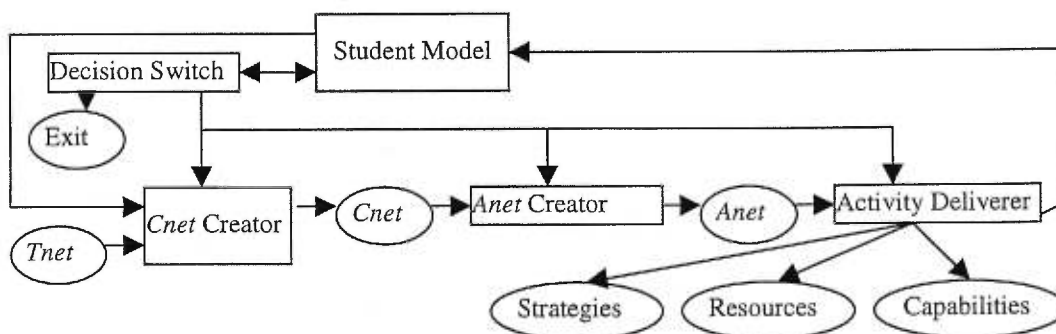 Student Model
Decision Switch
Exit
Cnet Creator
Cnet
Anet Creator
Anet
Activity Deliverer
Tnet
Strategies
Resources
Capabilities